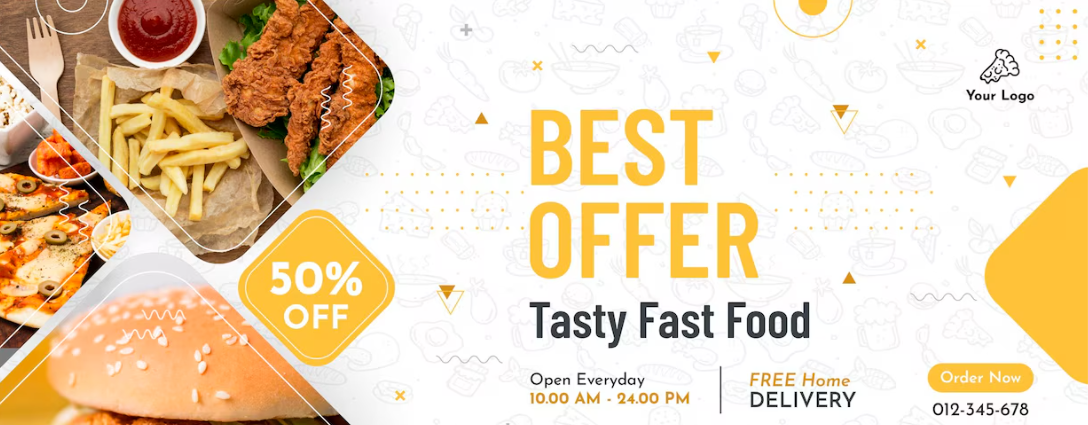 Your Logo
BEST
OFFER
50%
OFF
Tasty Fast Food
Open Everyday
10.00 AM - 24.00 PM
FREE Home
DELIVERY
Order Now
012-345-678